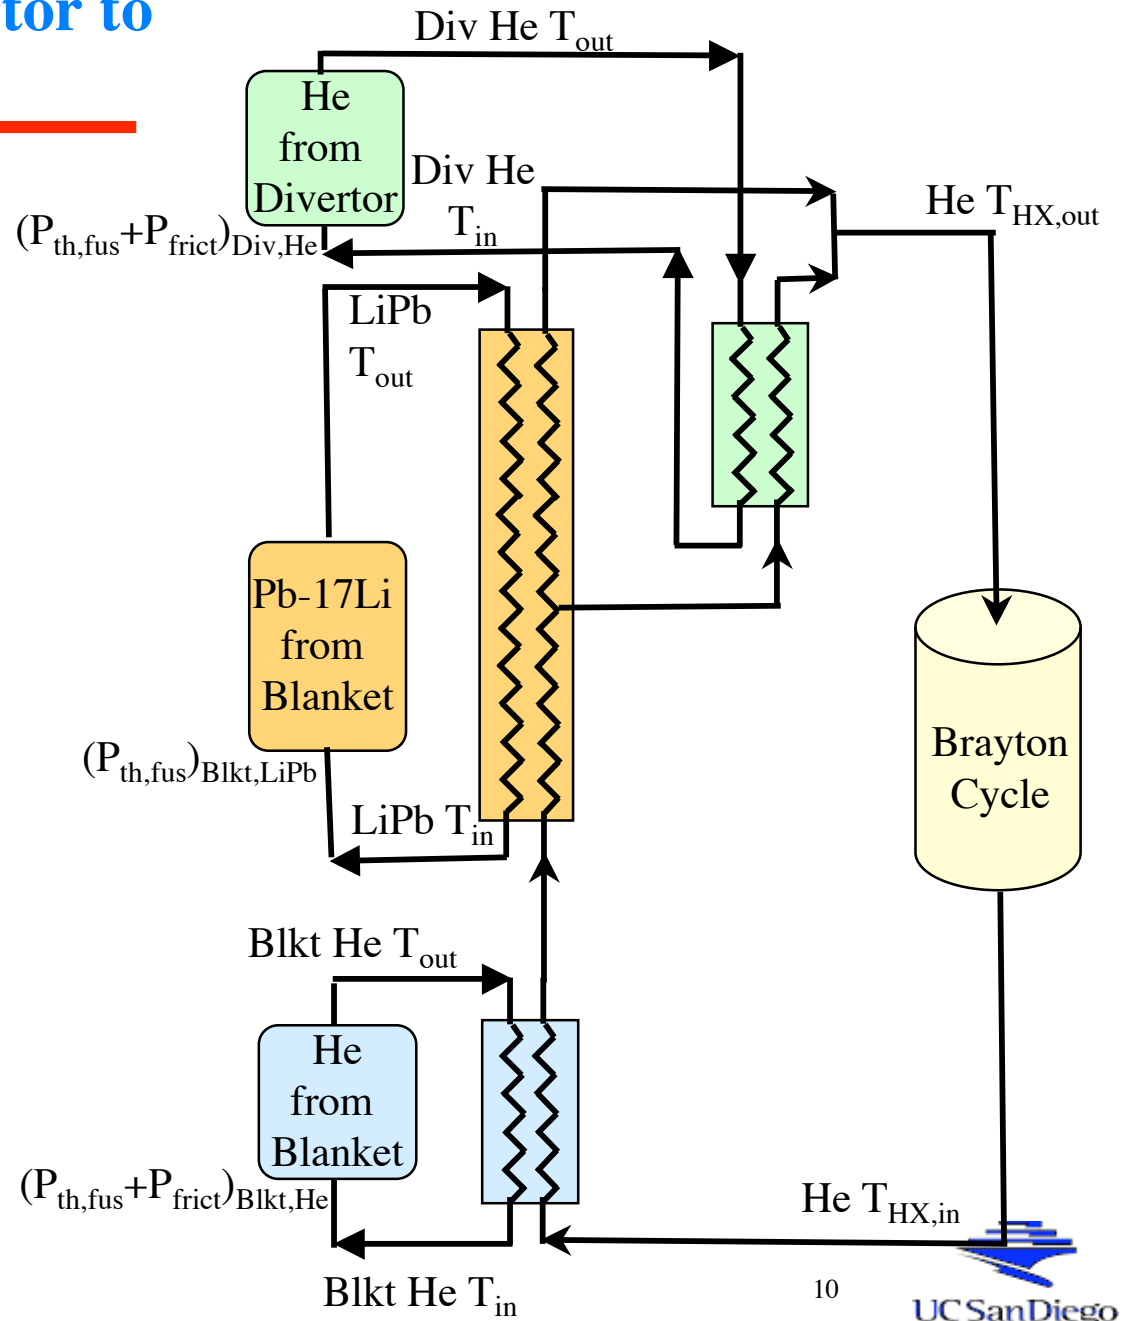 tor to
Div He Tout
He
from
Divertor
Div He
Tin
He THX,out
(Pth,fus+Pfrict)Div,He
LiPb
Tout
Pb-17Li
from
Blanket
Brayton
Cycle
(Pth,fus)Blkt,LiPb
LiPb Tin
Blkt He Tout
He
from
Blanket
(Pth,fus+Pfrict)Blkt,He
He THX,in
Blkt He Tin
10
UC San Diego